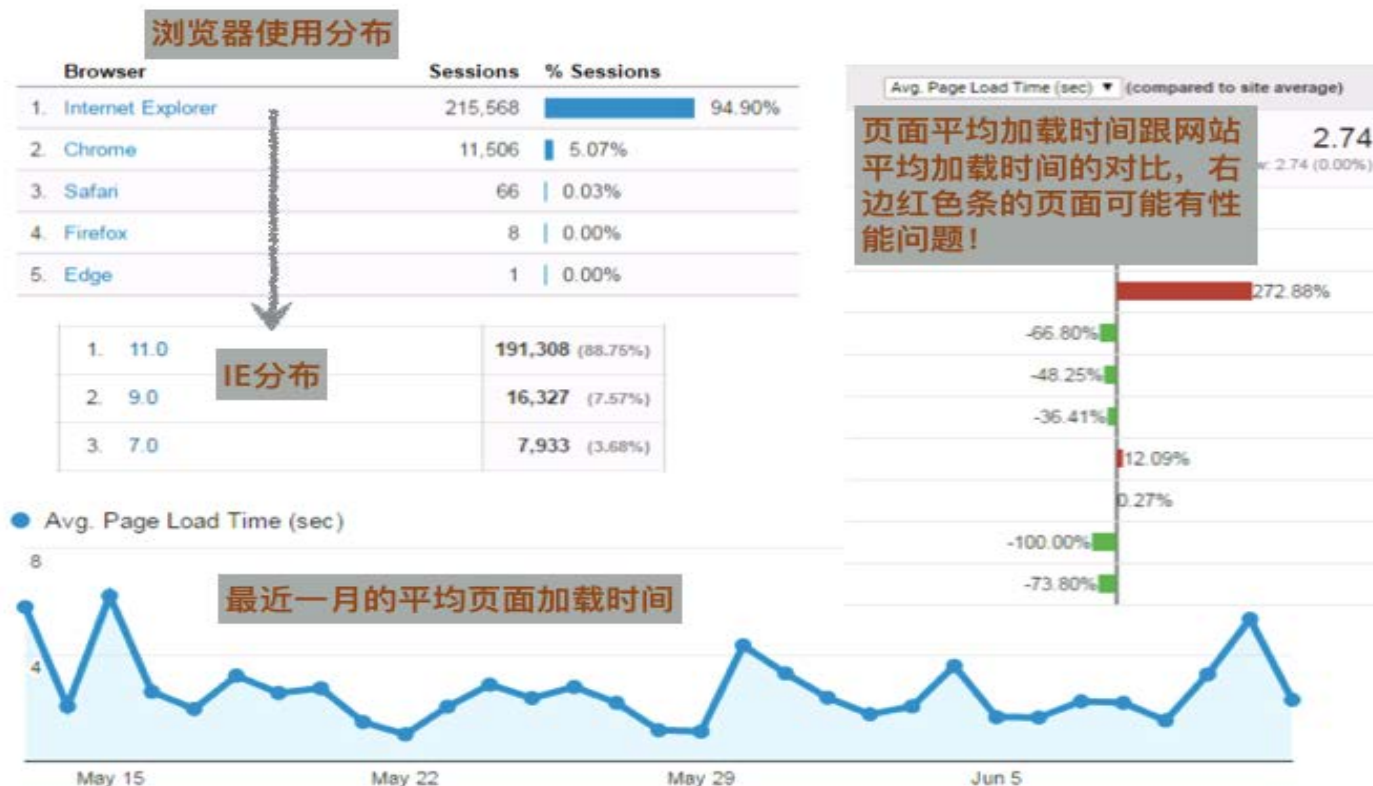 浏览器使用分布
Browser Sessions % Sessions
1. Internet Explorer 215,568 94.90%
2. Chrome 11,506 5.07%
3. Safari 66 0.03%
4. Firefox 8 0.00%
5. Edge 1 0.00%
IE分布
1. 11.0 191,308 (88.75%)
2. 9.0 16,327 (7.57%)
3. 7.0 7,933 (3.68%)
Avg. Page Load Time (sec) ▼ (compared to site average)
页面平均加载时间跟网站
平均加载时间的对比，右
边红色条的页面可能有性
能问题！
2.74
2.74 (0.00%)
272.88%
-66.80%
-48.25%
-36.41%
12.09%
0.27%
-100.00%
-73.80%
Avg. Page Load Time (sec)
最近一月的平均页面加载时间
8
4
May 15 May 22 May 29 Jun 5